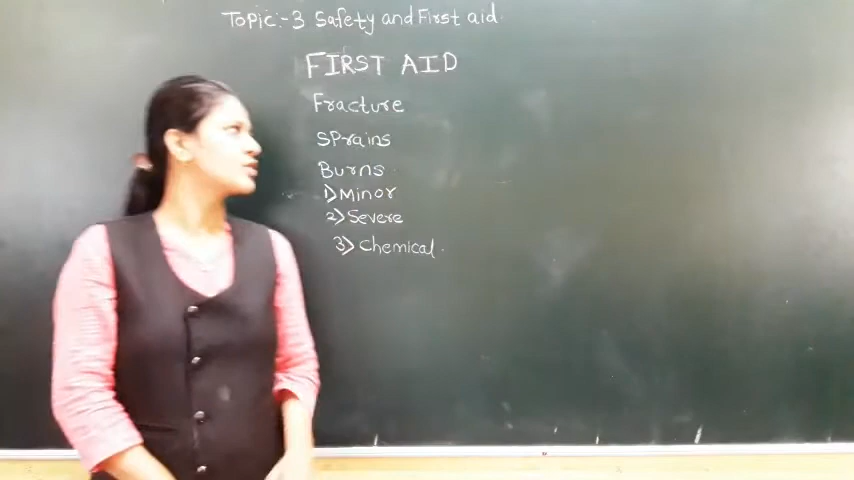 Topic:-3 Safety and First aid
FIRST AID
Fracture
SPrains
Burns
1) Minor
2) Severe
3) Chemical.